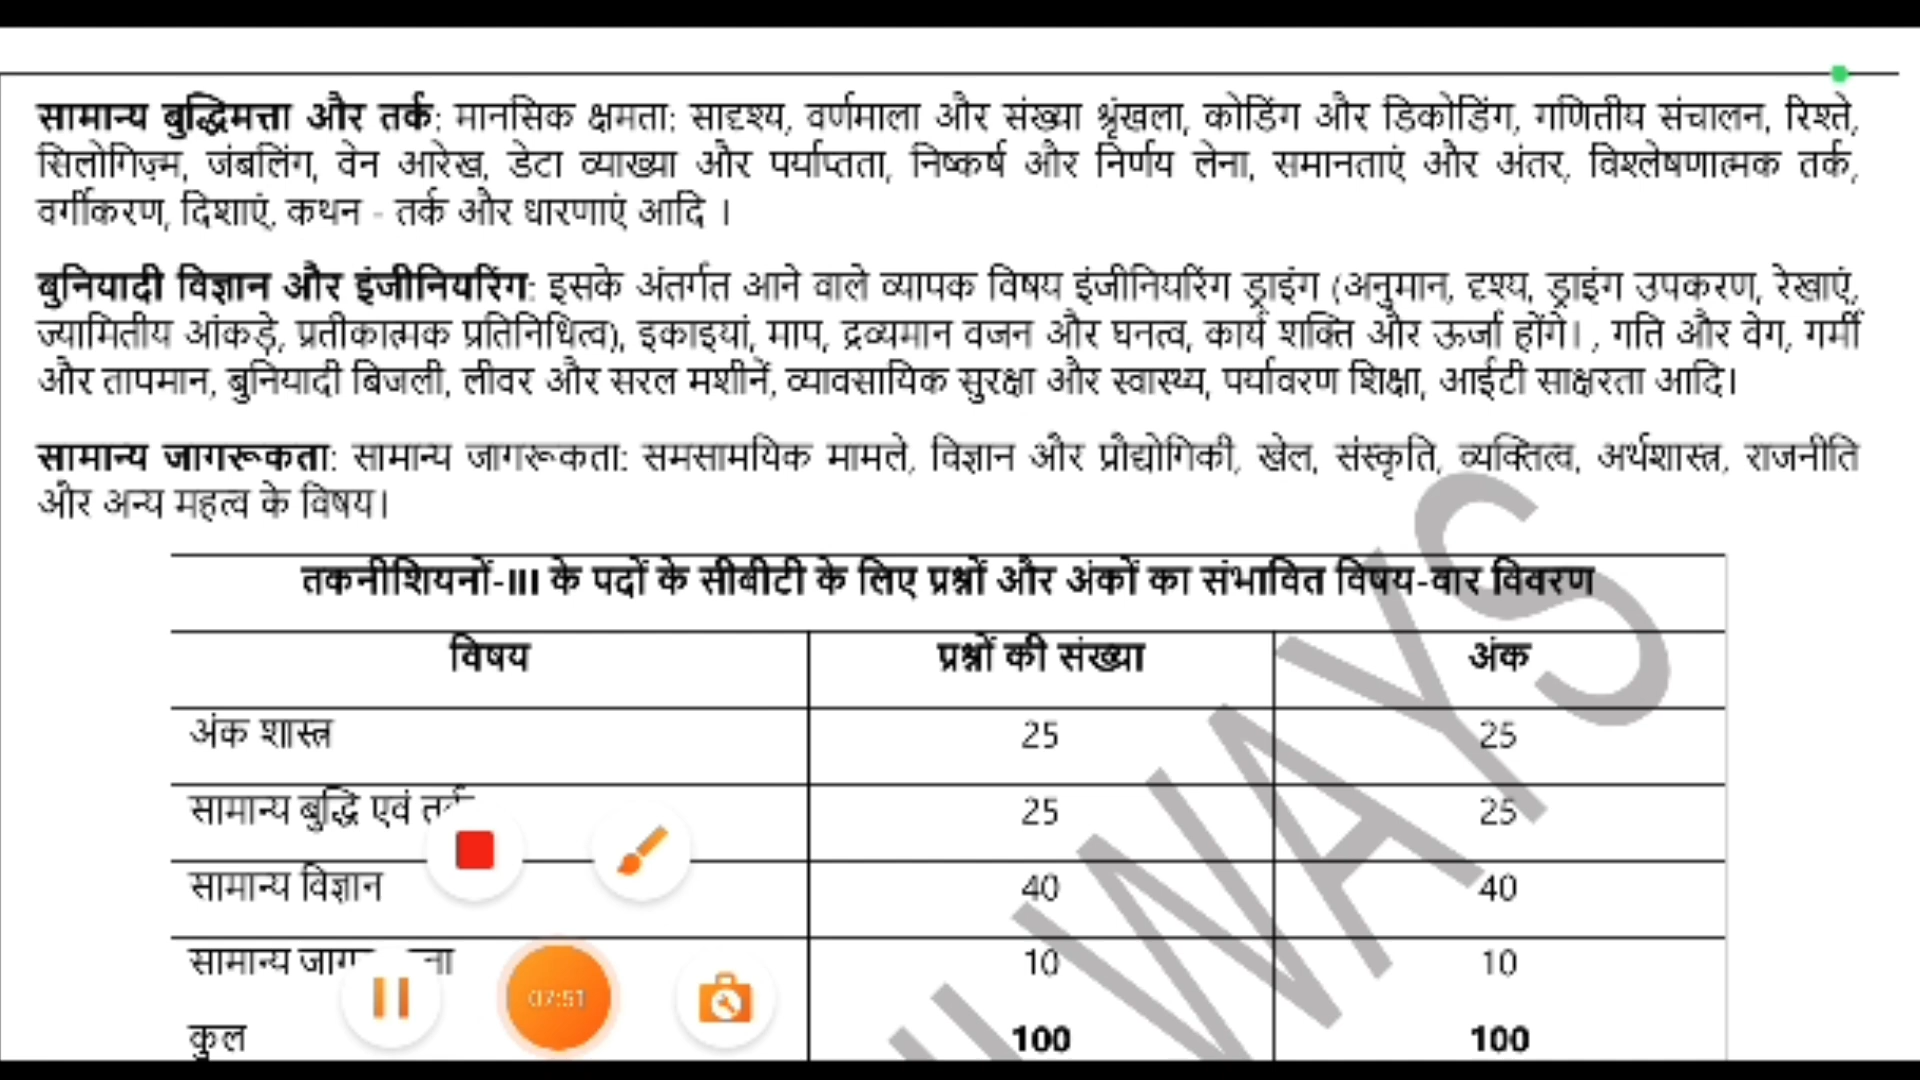 सामान्य बुद्धिमत्ता और तर्क: मानसिक क्षमता: सादृश्य, वर्णमाला और संख्या श्रृंखला, कोडिंग और डिकोडिंग, गणितीय संचालन, रिश्ते,
सिलोगिज़्म, जंबलिंग, वेन आरेख, डेटा व्याख्या और पर्याप्तता, निष्कर्ष और निर्णय लेना, समानताएं और अंतर, विश्लेषणात्मक तर्क,
वर्गीकरण, दिशाएं, कथन - तर्क और धारणाएं आदि ।
बुनियादी विज्ञान और इंजीनियरिंग: इसके अंतर्गत आने वाले व्यापक विषय इंजीनियरिंग ड्राइंग (अनुमान, दृश्य, ड्राइंग उपकरण, रेखाएं,
ज्यामितीय आंकड़े, प्रतीकात्मक प्रतिनिधित्व), इकाइयां, माप, द्रव्यमान वजन और घनत्व, कार्य शक्ति और ऊर्जा होंगे। , गति और वेग, गर्मी
और तापमान, बुनियादी बिजली, लीवर और सरल मशीनें, व्यावसायिक सुरक्षा और स्वास्थ्य, पर्यावरण शिक्षा, आईटी साक्षरता आदि।
सामान्य जागरूकता: सामान्य जागरूकता: समसामयिक मामले, विज्ञान और प्रौद्योगिकी, खेल, संस्कृति, व्यक्तित्व, अर्थशास्त्र, राजनीति
और अन्य महत्व के विषय।
तकनीशियनों-III के पदों के सीवीटी के लिए प्रश्नों और अंकों का संभावित विषय-वार विवरण
विषय प्रश्नों की संख्या अंक
अंक शास्त्र 25 25
सामान्य बुद्धि एवं 25 25
सामान्य विज्ञान 40 40
सामान्य 10 10
07:51
कुल 100 100
WAYS